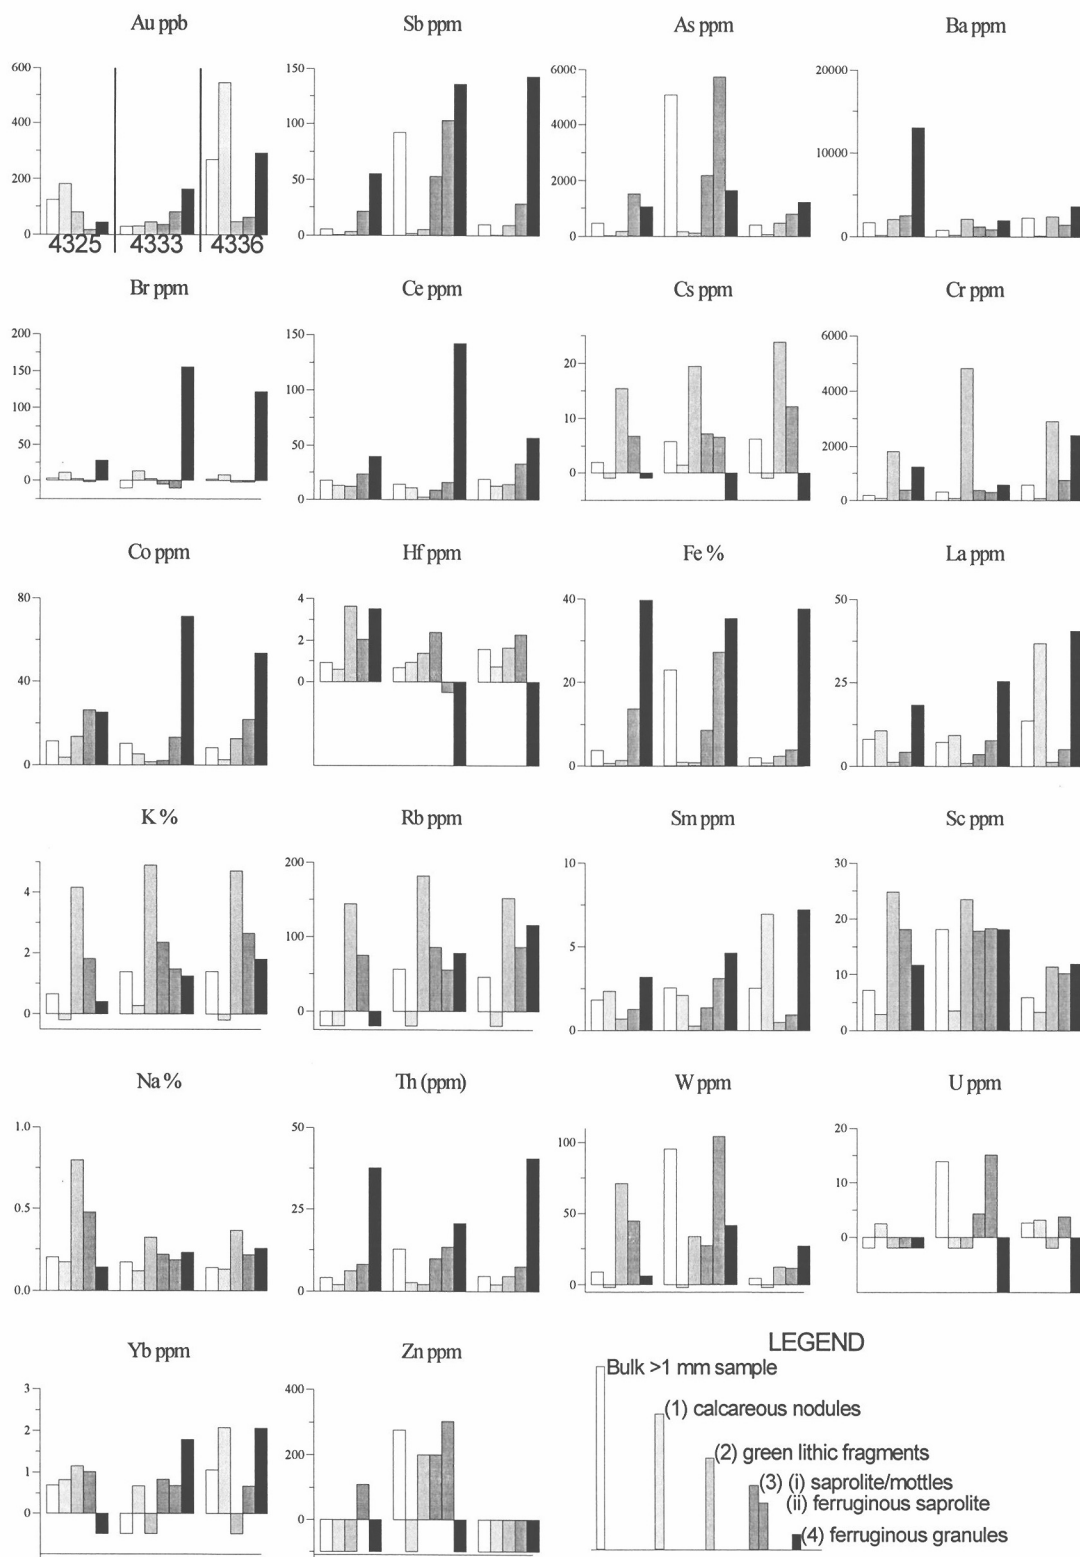 Au ppb
Sb ppm
As ppm
Ba ppm
600
400
200
0
4325
4333
4336
150
100
50
0
6000
4000
2000
0
20000
10000
0
Br ppm
Ce ppm
Cs ppm
Cr ppm
200
150
100
50
0
150
100
50
0
20
10
0
6000
4000
2000
0
Co ppm
Hf ppm
Fe %
La ppm
80
40
0
4
2
0
40
20
0
50
25
0
K %
Rb ppm
Sm ppm
Sc ppm
4
2
0
200
100
0
10
5
0
30
20
10
0
Na %
Th (ppm)
W ppm
U ppm
1.0
0.5
0.0
50
25
0
100
50
0
20
10
0
Yb ppm
Zn ppm
3
2
1
0
400
200
0
LEGEND
Bulk >1 mm sample
(1) calcareous nodules
(2) green lithic fragments
(3) (i) saprolite/mottles
(ii) ferruginous saprolite
(4) ferruginous granules